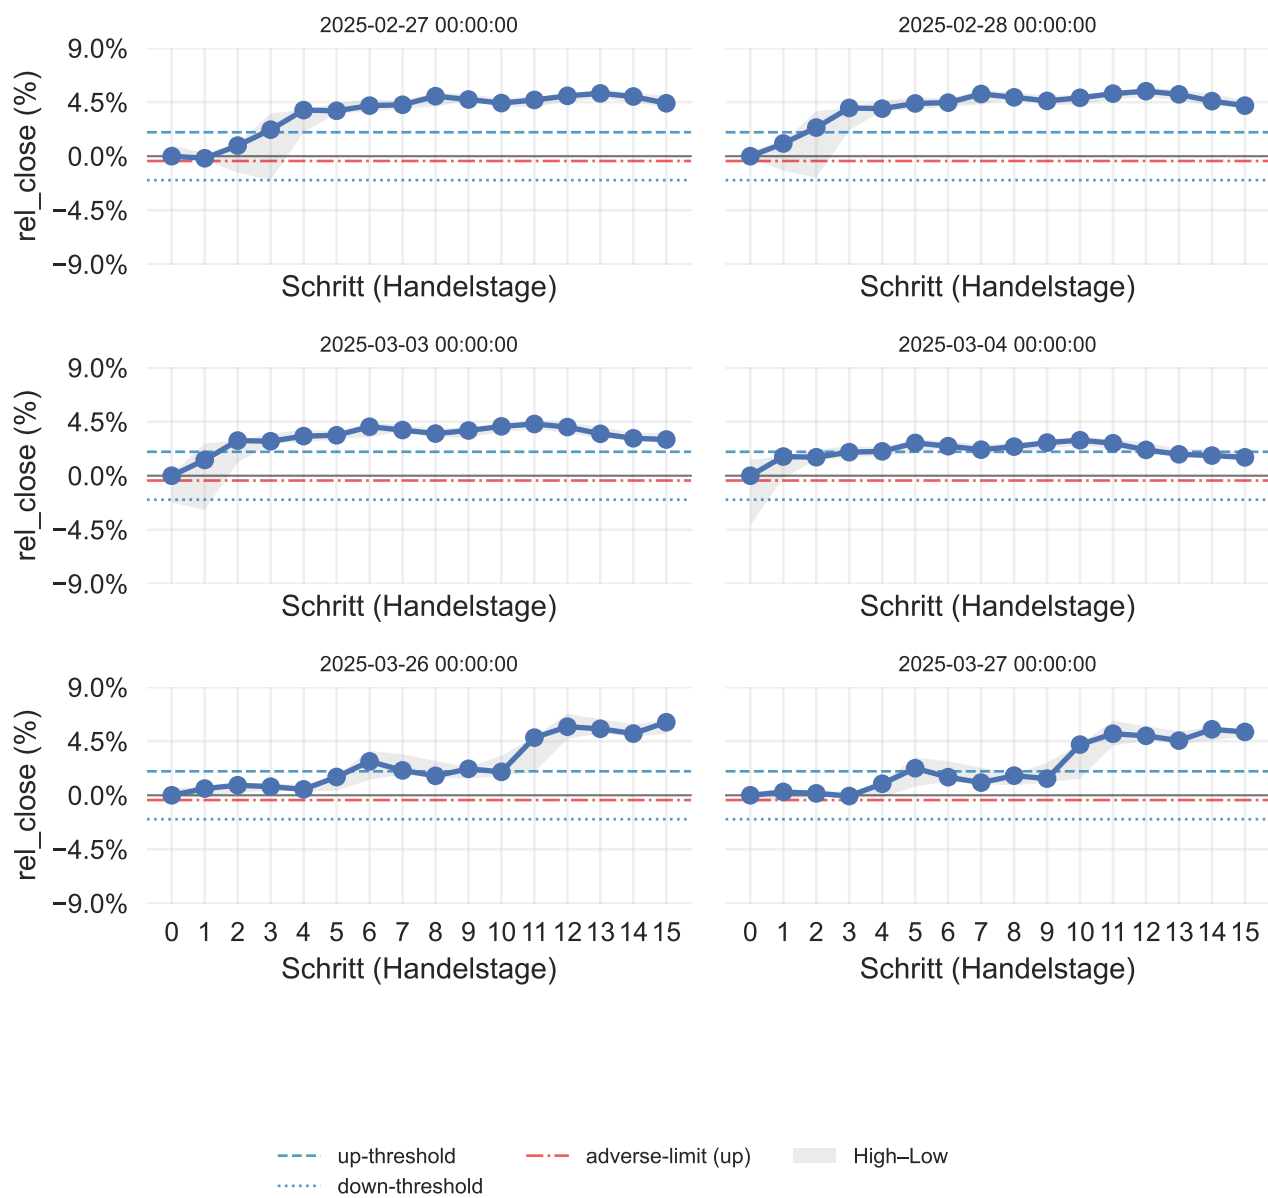 2025-02-27 00:00:00
2025-02-28 00:00:00
9.0%
4.5%
0.0%
−4.5%
−9.0%
rel_close (%)
Schritt (Handelstage)
Schritt (Handelstage)
2025-03-03 00:00:00
2025-03-04 00:00:00
9.0%
4.5%
0.0%
−4.5%
−9.0%
rel_close (%)
Schritt (Handelstage)
Schritt (Handelstage)
2025-03-26 00:00:00
2025-03-27 00:00:00
9.0%
4.5%
0.0%
−4.5%
−9.0%
rel_close (%)
0 1 2 3 4 5 6 7 8 9 10 11 12 13 14 15
0 1 2 3 4 5 6 7 8 9 10 11 12 13 14 15
Schritt (Handelstage)
Schritt (Handelstage)
up-threshold
down-threshold
adverse-limit (up)
High–Low